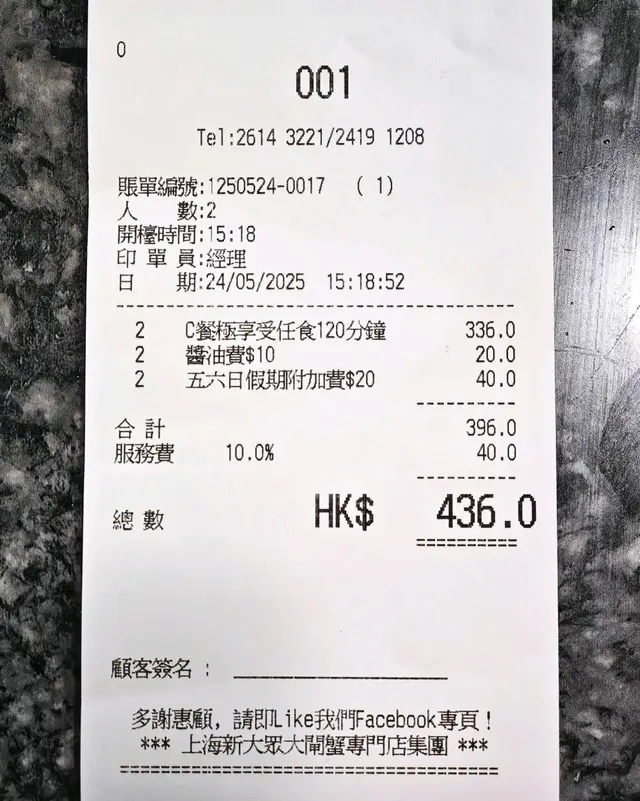 0
001
Tel:2614 3221/2419 1208
賬單編號:1250524-0017 ( 1)
人 數:2
開檯時間:15:18
印 單 員:經理
日 期:24/05/2025 15:18:52
2 C餐極享受任食120分鐘 336.0
2 醬油費$10 20.0
2 五六日假期附加費$20 40.0
合 計 396.0
服務費 10.0% 40.0
總 數 HK$ 436.0
顧客簽名 :
多謝惠顧, 請即Like我們Facebook專頁!
*** 上海新大眾大閘蟹專門店集團 ***